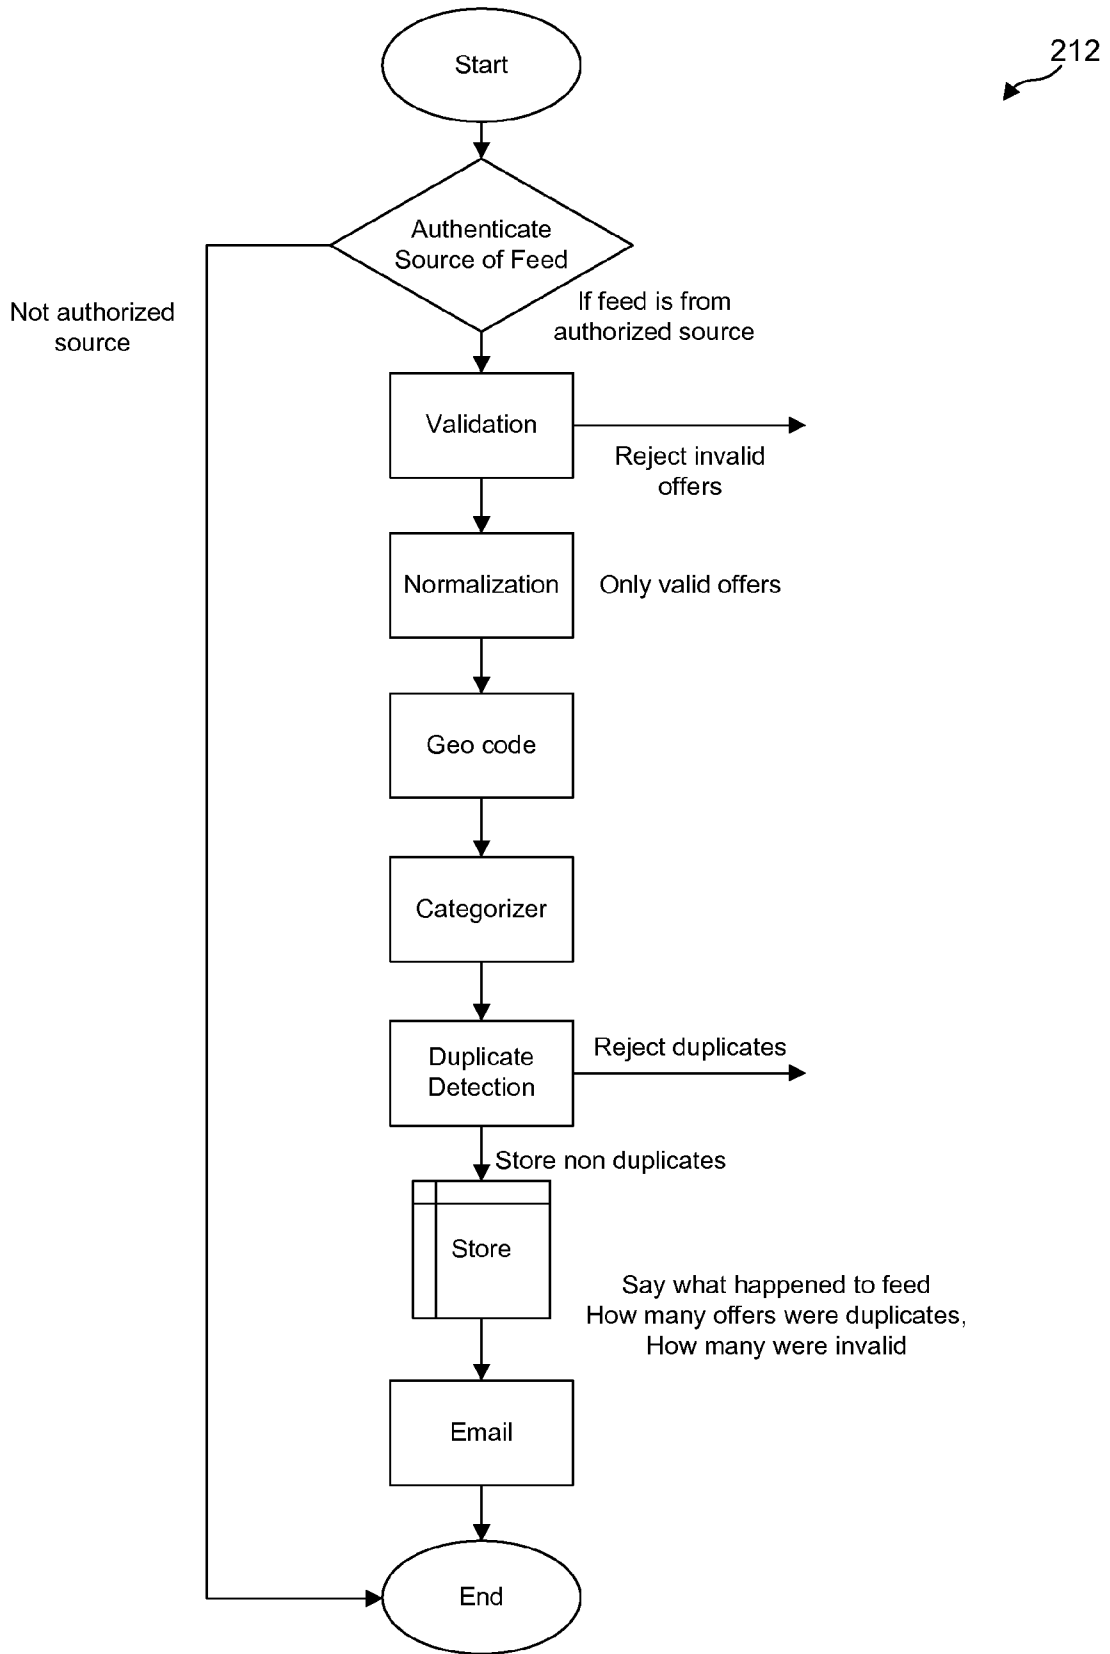 212
Start
Authenticate
Source of Feed
Not authorized
source
If feed is from
authorized source
Validation
Reject invalid
offers
Normalization
Only valid offers
Geo code
Categorizer
Duplicate
Detection
Reject duplicates
Store non duplicates
Store
Say what happened to feed
How many offers were duplicates,
How many were invalid
Email
End